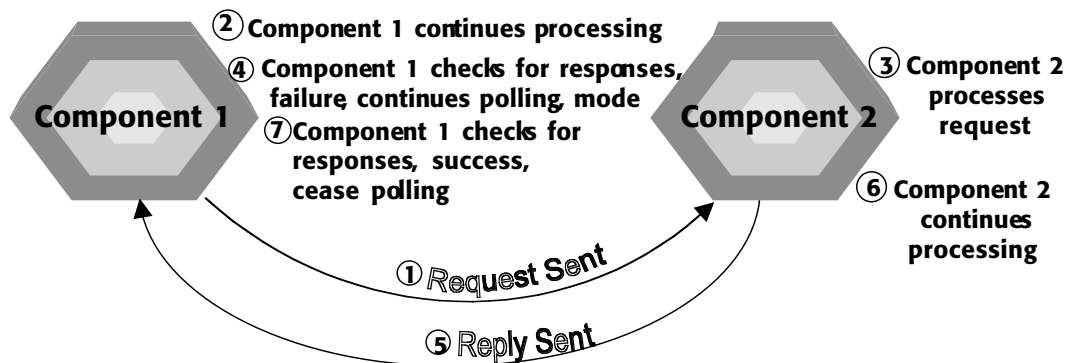 ② Component 1 continues processing
④ Component 1 checks for responses,
failure, continues polling, mode
⑦ Component 1 checks for
responses, success,
cease polling
Component 1
Component 2
③ Component 2
processes
request
⑥ Component 2
continues
processing
① Request Sent
⑤ Reply Sent